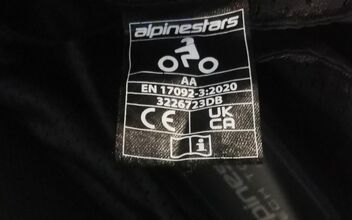 alpinestars
AA
EN 17092-3:2020
3226723DB
CE UK
CA
i